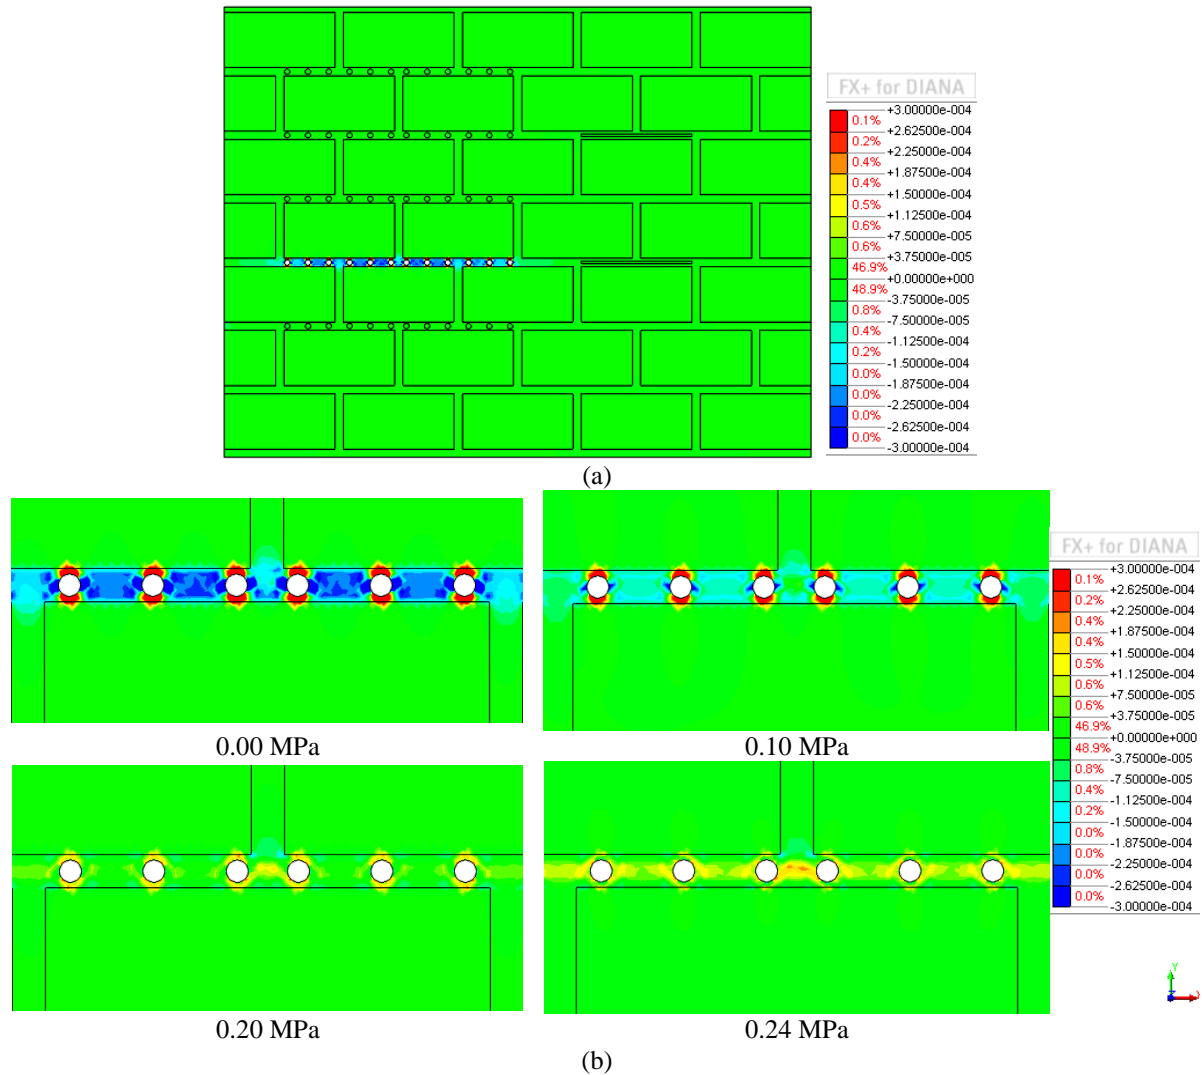 FX+ for DIANA
+3.00000e-004
0.1%
+2.62500e-004
0.2%
+2.25000e-004
0.4%
+1.87500e-004
0.4%
+1.50000e-004
0.5%
+1.12500e-004
0.6%
+7.50000e-005
0.6%
+3.75000e-005
46.9%
+0.00000e+000
48.9%
-3.75000e-005
0.8%
-7.50000e-005
0.4%
-1.12500e-004
0.2%
-1.50000e-004
0.0%
-1.87500e-004
0.0%
-2.25000e-004
0.0%
-2.62500e-004
0.0%
-3.00000e-004
(a)
FX+ for DIANA
+3.00000e-004
0.1%
+2.62500e-004
0.2%
+2.25000e-004
0.4%
+1.87500e-004
0.4%
+1.50000e-004
0.5%
+1.12500e-004
0.6%
+7.50000e-005
0.6%
+3.75000e-005
46.9%
+0.00000e+000
48.9%
-3.75000e-005
0.8%
-7.50000e-005
0.4%
-1.12500e-004
0.2%
-1.50000e-004
0.0%
-1.87500e-004
0.0%
-2.25000e-004
0.0%
-2.62500e-004
0.0%
-3.00000e-004
0.00 MPa
0.10 MPa
Y
0.20 MPa
0.24 MPa
(b)